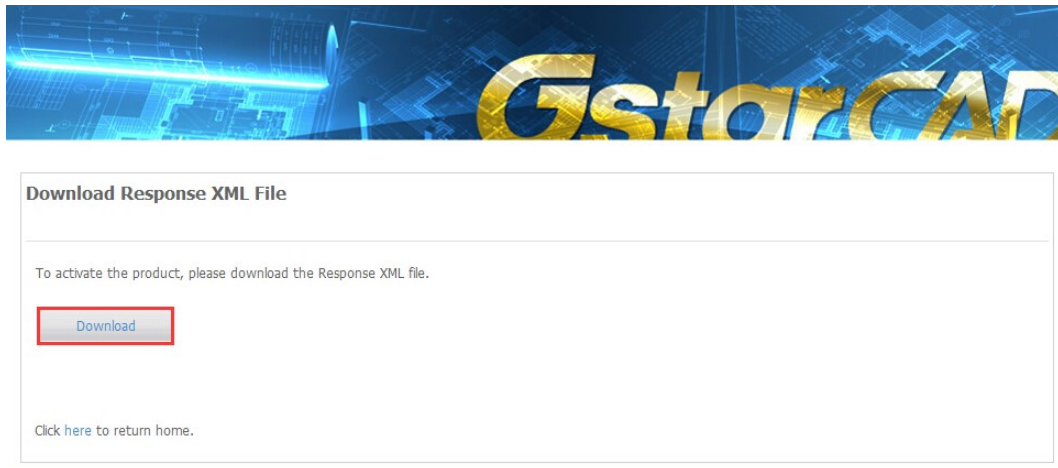 GstarCAD
Download Response XML File
To activate the product, please download the Response XML file.
Download
Click here to return home.